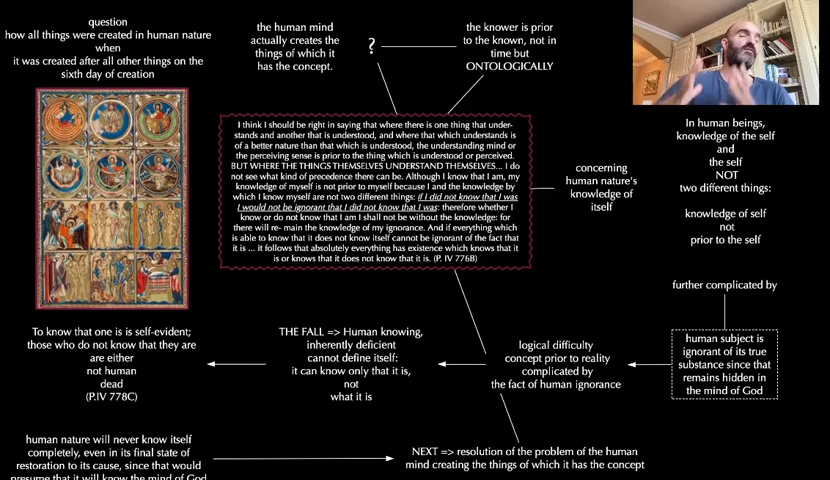 question
how all things were created in human nature
when
it was created after all other things on the
sixth day of creation
the human mind
actually creates the
things of which it
has the concept.
?
the knower is prior
to the known, not in
time but
ONTOLOGICALLY
I think I should be right in saying that where there is one thing that under-
stands and another that is understood, and where that which understands is
of a better nature than that which is understood, the understanding mind or
the perceiving sense is prior to the thing which is understood or perceived.
BUT WHERE THE THINGS THEMSELVES UNDERSTAND THEMSELVES... I do
not see what kind of precedence there can be. Although I know that I am, my
knowledge of myself is not prior to myself because I and the knowledge by
which I know myself are not two different things: if I did not know that I was
I would not be ignorant that I did not know that I was: therefore whether I
know or do not know that I am I shall not be without the knowledge: for
there will re- main the knowledge of my ignorance. And if everything which
is able to know that it does not know itself cannot be ignorant of the fact that
it is ... it follows that absolutely everything has existence which knows that it
is or knows that it does not know that it is. (P. IV 776B)
concerning
human nature's
knowledge of
itself
In human beings,
knowledge of the self
and
the self
NOT
two different things:
knowledge of self
not
prior to the self
further complicated by
human subject is
ignorant of its true
substance since that
remains hidden in
the mind of God
logical difficulty
concept prior to reality
complicated by
the fact of human ignorance
THE FALL => Human knowing,
inherently deficient
cannot define itself:
it can know only that it is,
not
what it is
To know that one is is self-evident;
those who do not know that they are
are either
not human
dead
(P.IV 778C)
human nature will never know itself
completely, even in its final state of
restoration to its cause, since that would
presume that it will know the mind of God
NEXT => resolution of the problem of the human
mind creating the things of which it has the concept